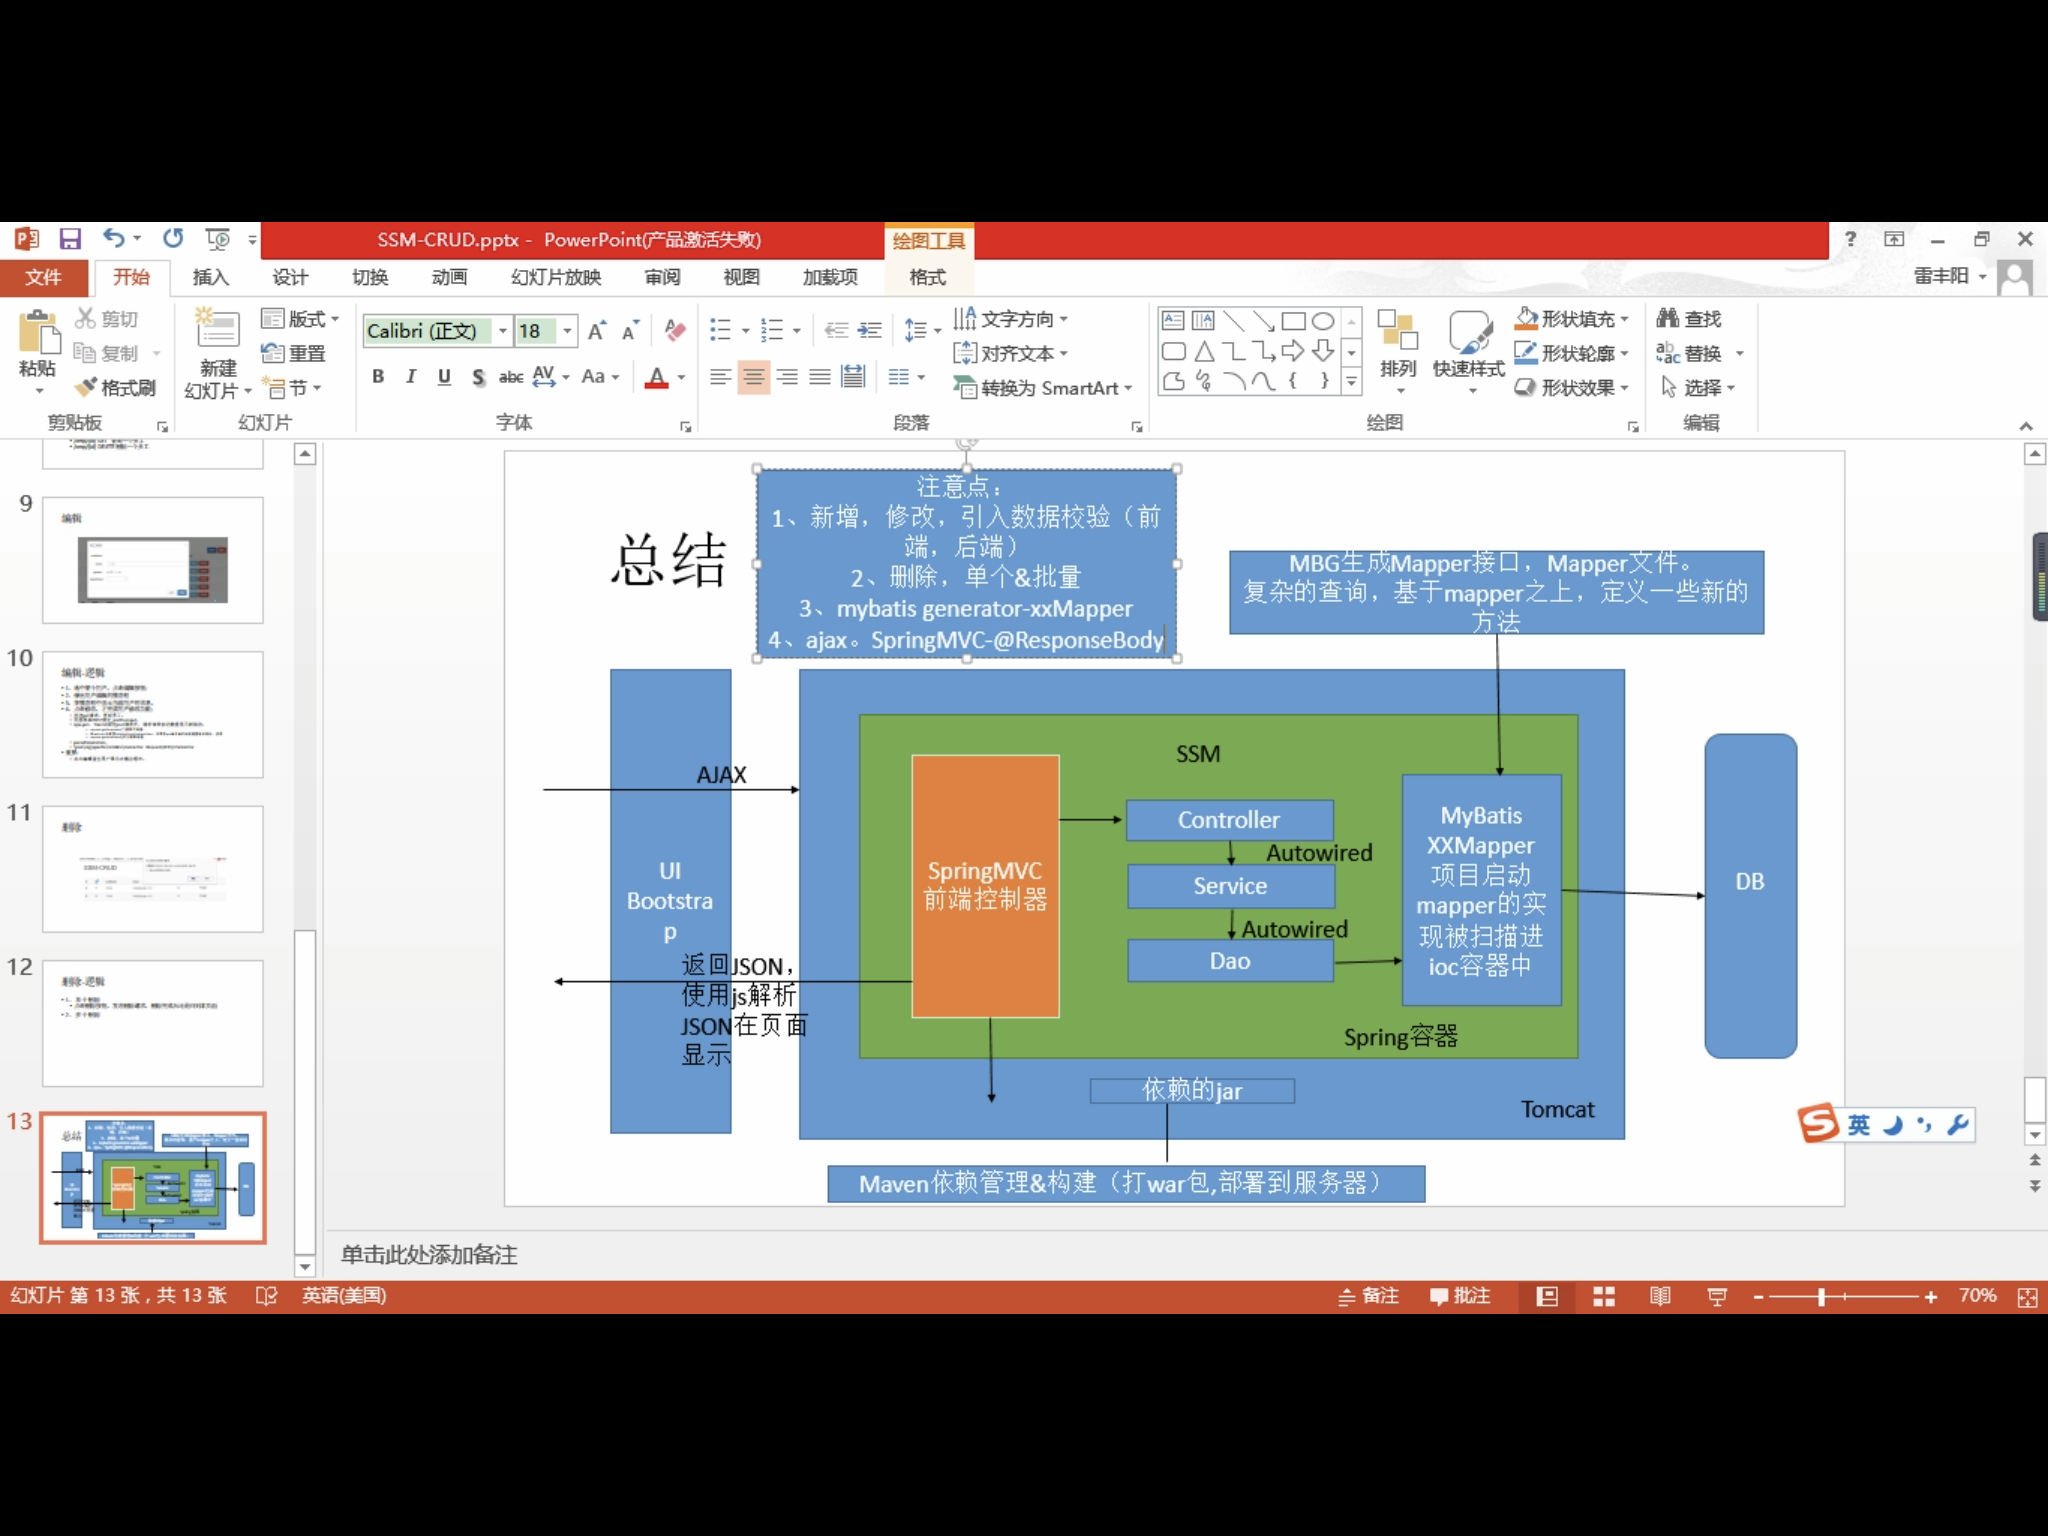 SSM-CRUD.pptx - PowerPoint(产品激活失败)
绘图工具
?
文件
开始
插入
设计
切换
动画
幻灯片放映
审阅
视图
加载项
格式
雷丰阳
粘贴
剪切
复制
格式刷
剪贴板
新建
幻灯片
版式
重置
节
幻灯片
Calibri (正文)
18
B I U S abc AV Aa A
字体
文字方向
对齐文本
转换为 SmartArt
段落
排列
快速样式
形状填充
形状轮廓
形状效果
绘图
查找
替换
选择
编辑
9
编辑
10
编辑-逻辑
11
删除
SSM-CRUD
12
删除-逻辑
13
总结
总结
注意点：
1、新增，修改，引入数据校验（前
端，后端）
2、删除，单个&批量
3、mybatis generator-xxMapper
4、ajax。SpringMVC-@ResponseBody
MBG生成Mapper接口，Mapper文件。
复杂的查询，基于mapper之上，定义一些新的
方法
AJAX
UI
Bootstra
p
返回JSON，
使用js解析
JSON在页面
显示
SSM
SpringMVC
前端控制器
Controller
Autowired
Service
Autowired
Dao
MyBatis
XXMapper
项目启动
mapper的实
现被扫描进
ioc容器中
Spring容器
DB
依赖的jar
Tomcat
Maven依赖管理&构建（打war包,部署到服务器）
英
单击此处添加备注
幻灯片 第 13 张，共 13 张
英语(美国)
备注
批注
70%